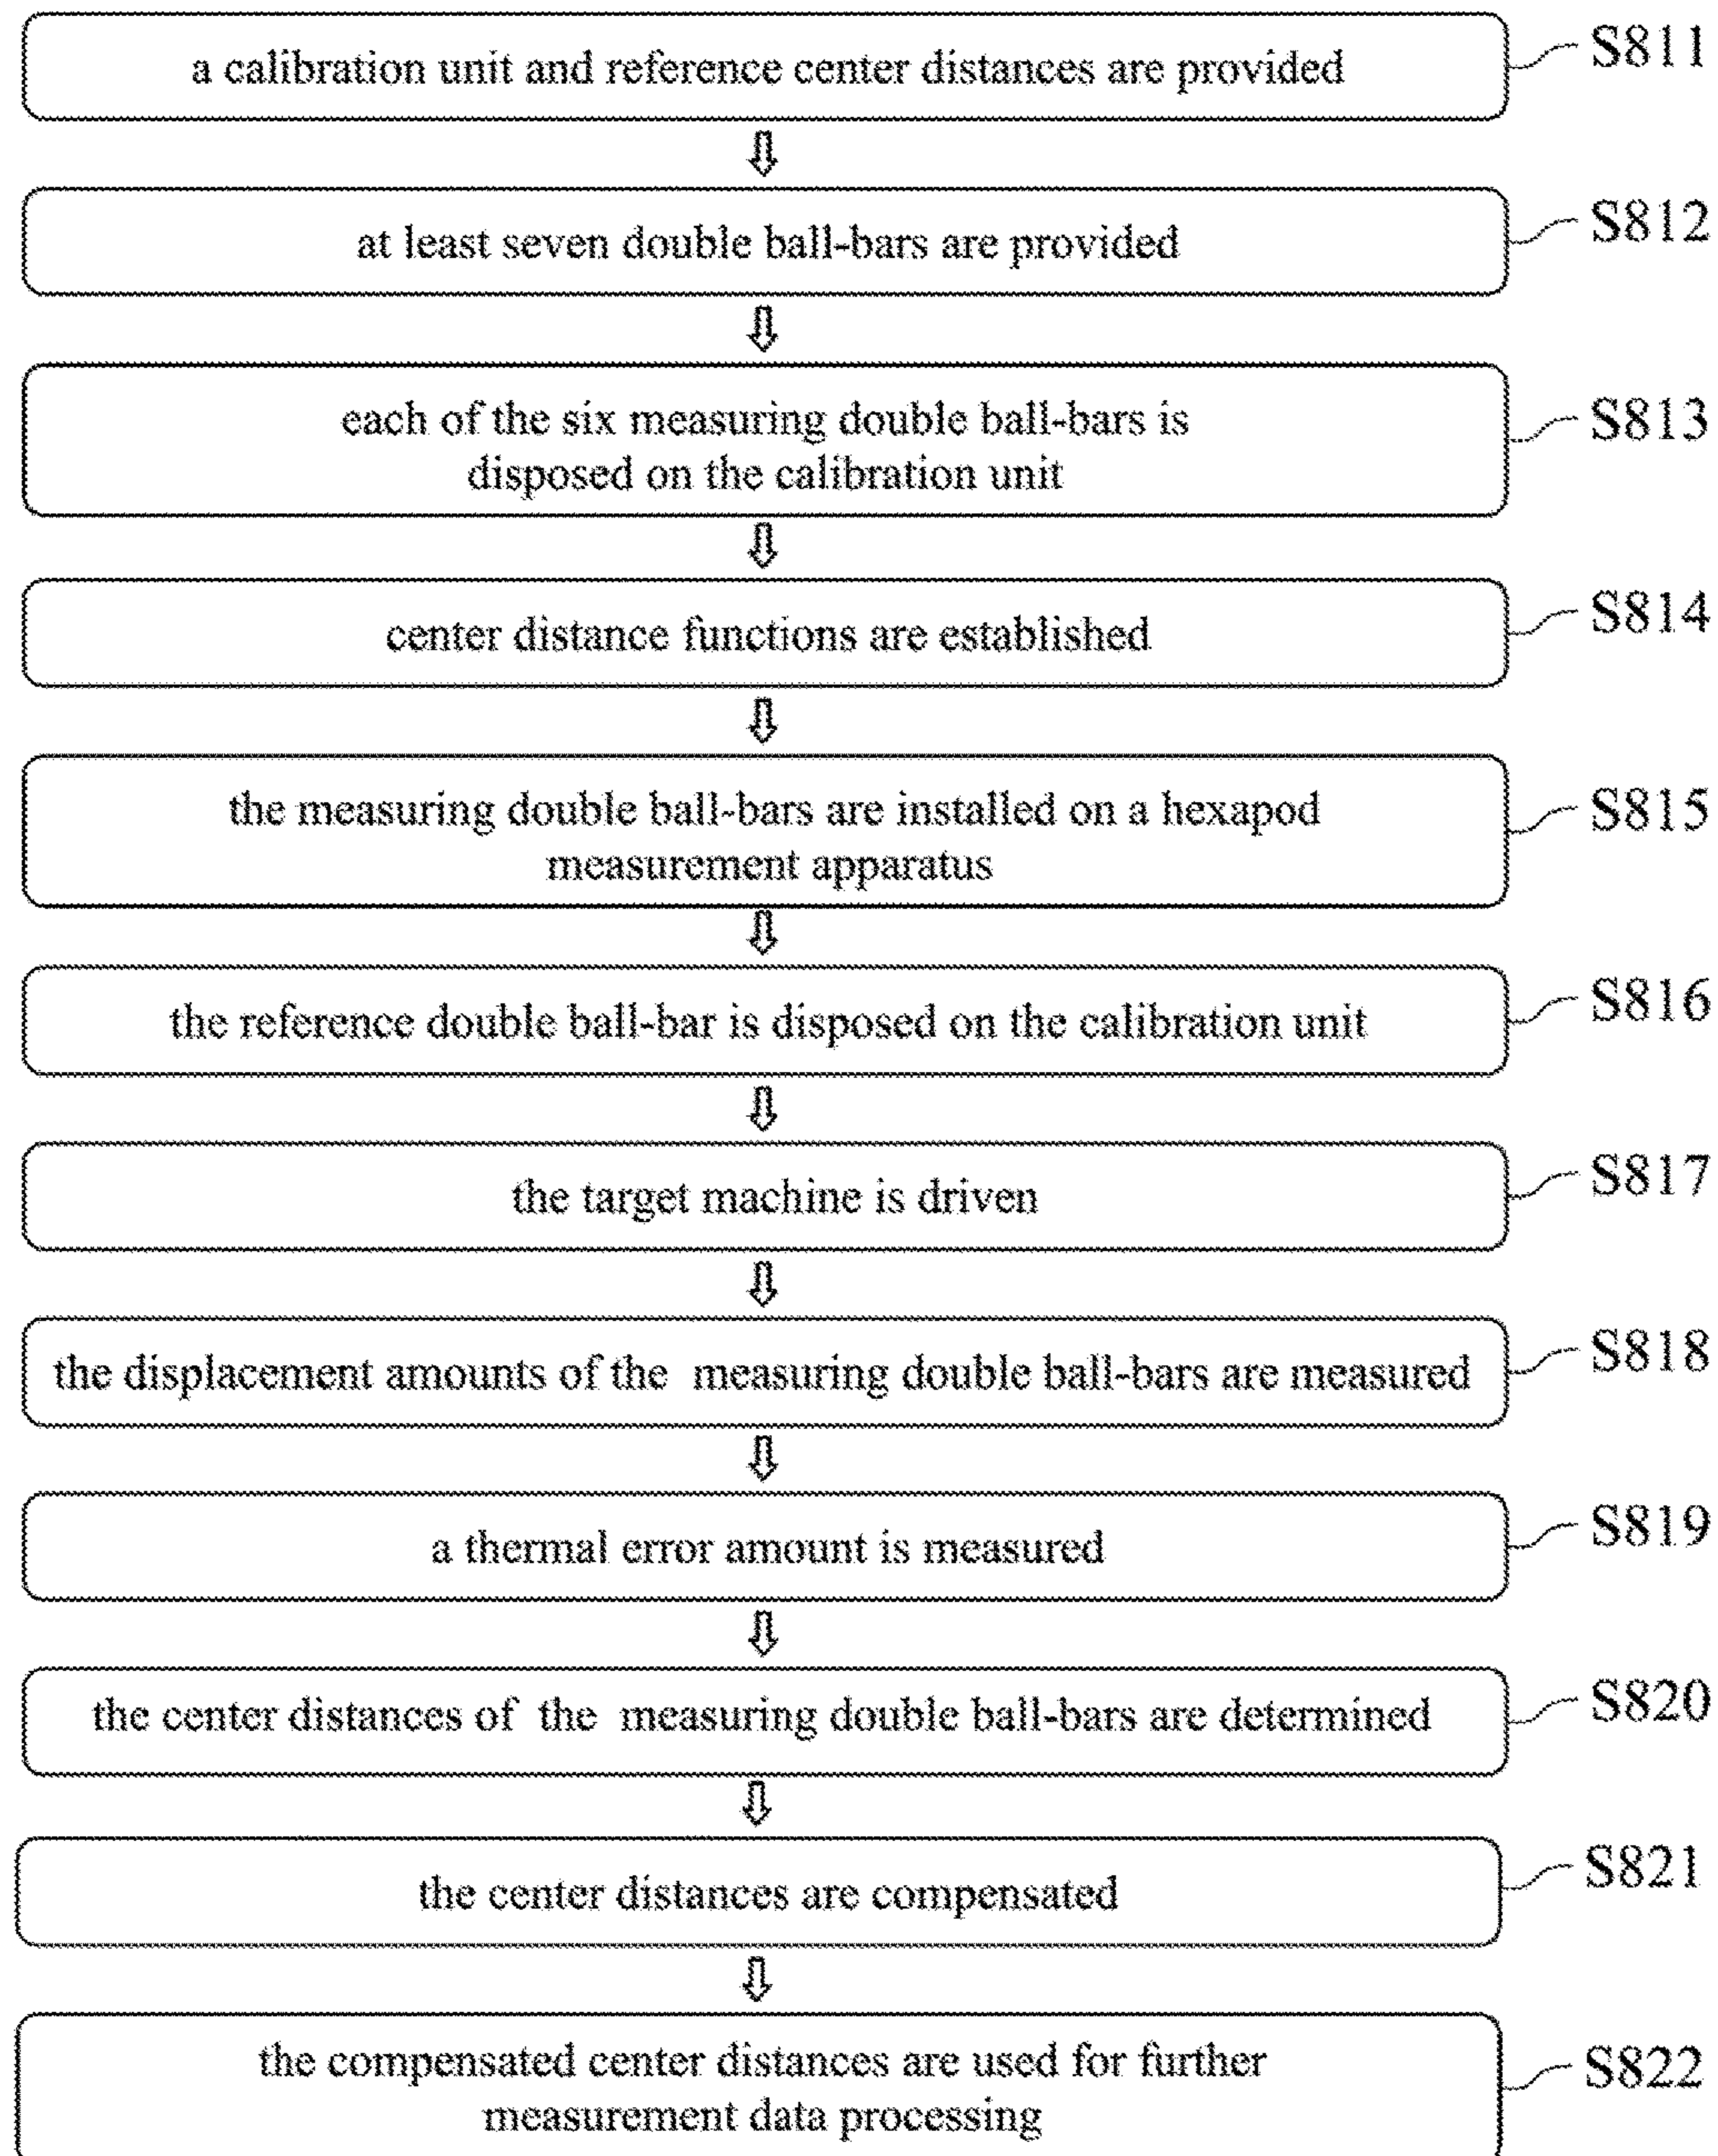 a calibration unit and reference center distances are provided
S811
at least seven double ball-bars are provided
S812
each of the six measuring double ball-bars is
disposed on the calibration unit
S813
center distance functions are established
S814
the measuring double ball-bars are installed on a hexapod
measurement apparatus
S815
the reference double ball-bar is disposed on the calibration unit
S816
the target machine is driven
S817
the displacement amounts of the measuring double ball-bars are measured
S818
a thermal error amount is measured
S819
the center distances of the measuring double ball-bars are determined
S820
the center distances are compensated
S821
the compensated center distances are used for further
measurement data processing
S822